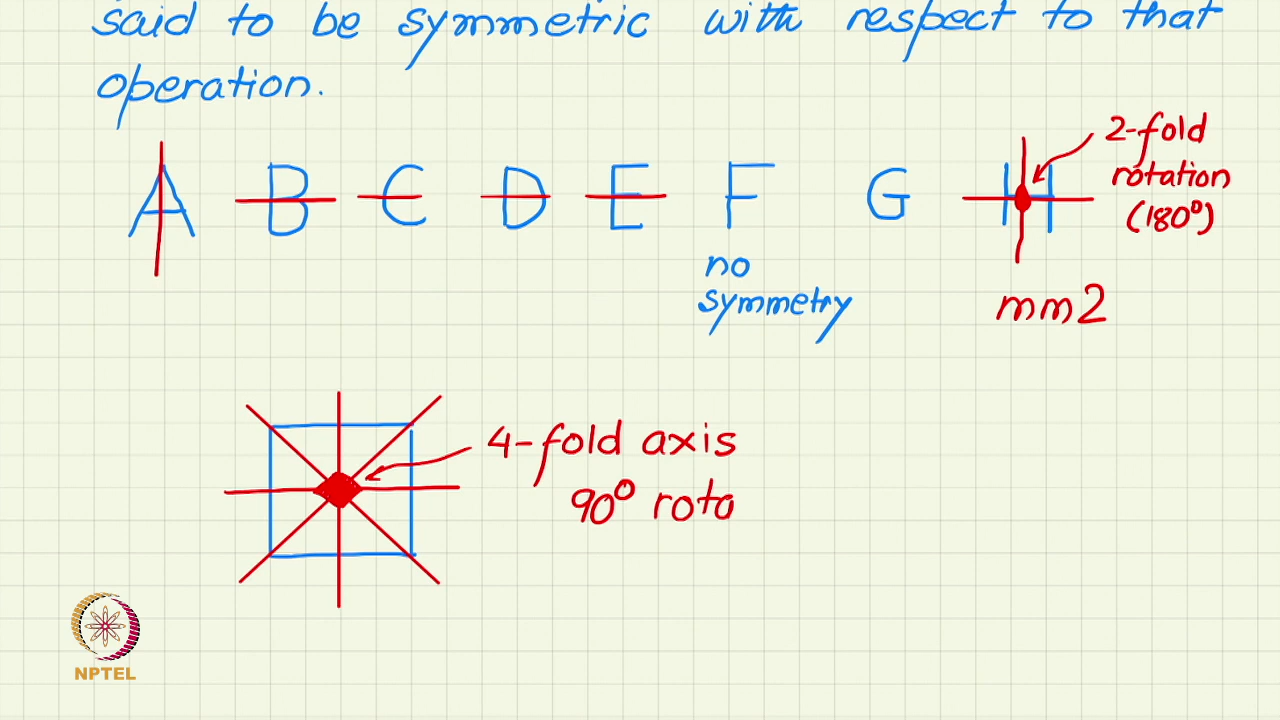 said to be symmetric with respect to that
operation.
A B C D E F G H
2-fold
rotation
(180°)
no
symmetry
mm2
4-fold axis
90° rota
NPTEL